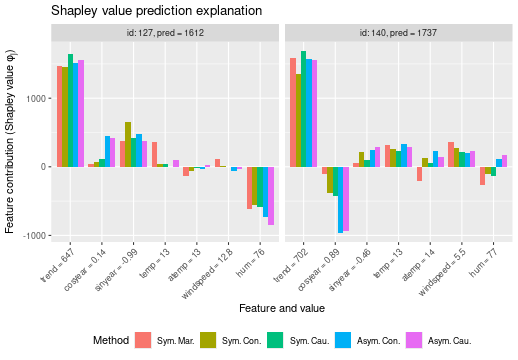 Shapley value prediction explanation
id: 127, pred = 1612
id: 140, pred = 1737
Feature contribution (Shapley value φj)
1000
0
-1000
trend = 647
cosyear = 0.14
sinyear = -0.99
temp = 13
atemp = 13
windspeed = 12.8
hum = 76
trend = 702
cosyear = 0.89
sinyear = -0.46
temp = 13
atemp = 14
windspeed = 5.5
hum = 77
Feature and value
Method Sym. Mar. Sym. Con. Sym. Cau. Asym. Con. Asym. Cau.